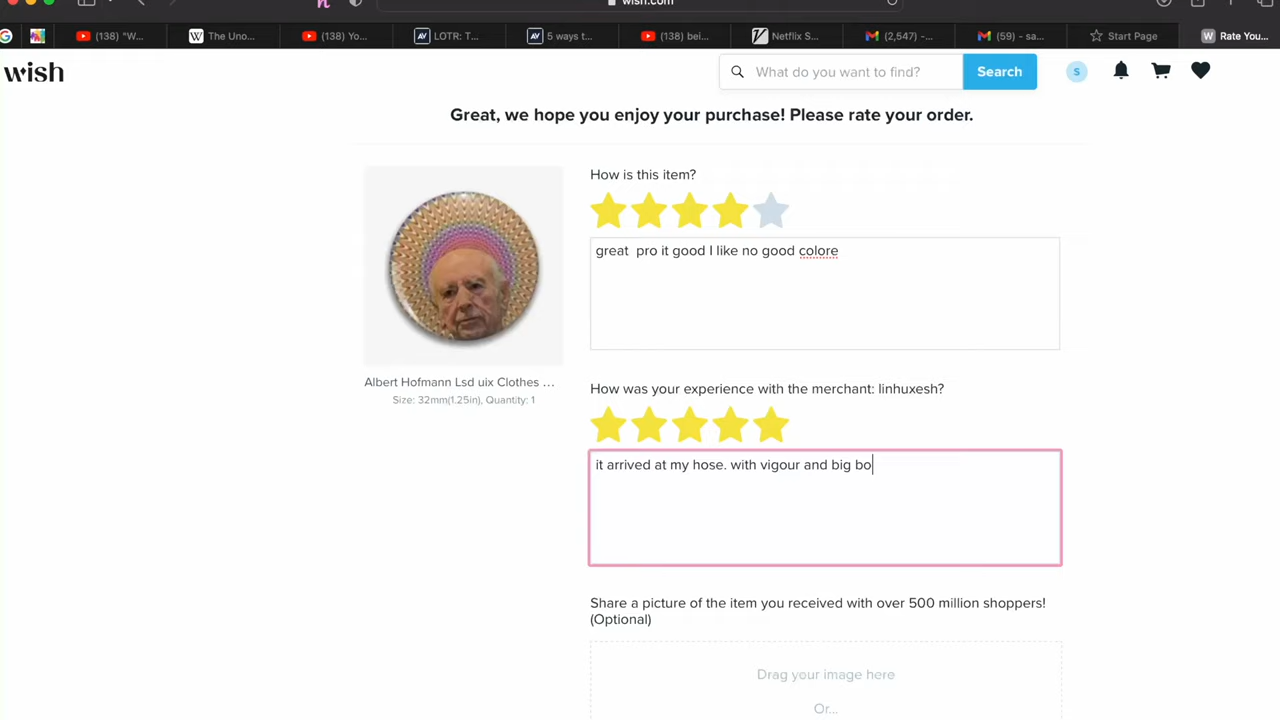 wish.com
(138) "W...
The Uno...
(138) Yo...
LOTR: T...
5 ways t...
(138) bei...
Netflix S...
(2,547) -...
(59) - sa...
Start Page
Rate You...
wish
What do you want to find?
Search
S
Great, we hope you enjoy your purchase! Please rate your order.
How is this item?
great  pro it good I like no good colore
Albert Hofmann Lsd uix Clothes ...
Size: 32mm(1.25in), Quantity: 1
How was your experience with the merchant: linhuxesh?
it arrived at my hose. with vigour and big bo
Share a picture of the item you received with over 500 million shoppers!
(Optional)
Drag your image here
Or...